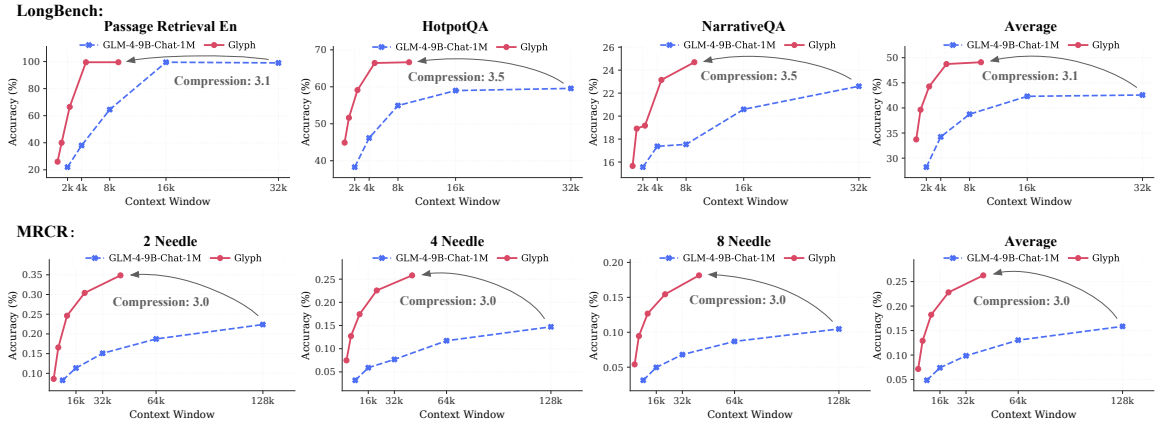 LongBench:
Passage Retrieval En
GLM-4-9B-Chat-1M Glyph
Accuracy (%)
100
80
60
40
20
Compression: 3.1
2k 4k 8k 16k 32k
Context Window
HotpotQA
GLM-4-9B-Chat-1M Glyph
Accuracy (%)
70
60
50
40
Compression: 3.5
2k 4k 8k 16k 32k
Context Window
NarrativeQA
GLM-4-9B-Chat-1M Glyph
Accuracy (%)
26
24
22
20
18
16
Compression: 3.5
2k 4k 8k 16k 32k
Context Window
Average
GLM-4-9B-Chat-1M Glyph
Accuracy (%)
50
45
40
35
30
Compression: 3.1
2k 4k 8k 16k 32k
Context Window
MRCR:
2 Needle
GLM-4-9B-Chat-1M Glyph
Accuracy (%)
0.35
0.30
0.25
0.20
0.15
0.10
Compression: 3.0
16k 32k 64k 128k
Context Window
4 Needle
GLM-4-9B-Chat-1M Glyph
Accuracy (%)
0.25
0.20
0.15
0.10
0.05
Compression: 3.0
16k 32k 64k 128k
Context Window
8 Needle
GLM-4-9B-Chat-1M Glyph
Accuracy (%)
0.20
0.15
0.10
0.05
Compression: 3.0
16k 32k 64k 128k
Context Window
Average
GLM-4-9B-Chat-1M Glyph
Accuracy (%)
0.25
0.20
0.15
0.10
0.05
Compression: 3.0
16k 32k 64k 128k
Context Window